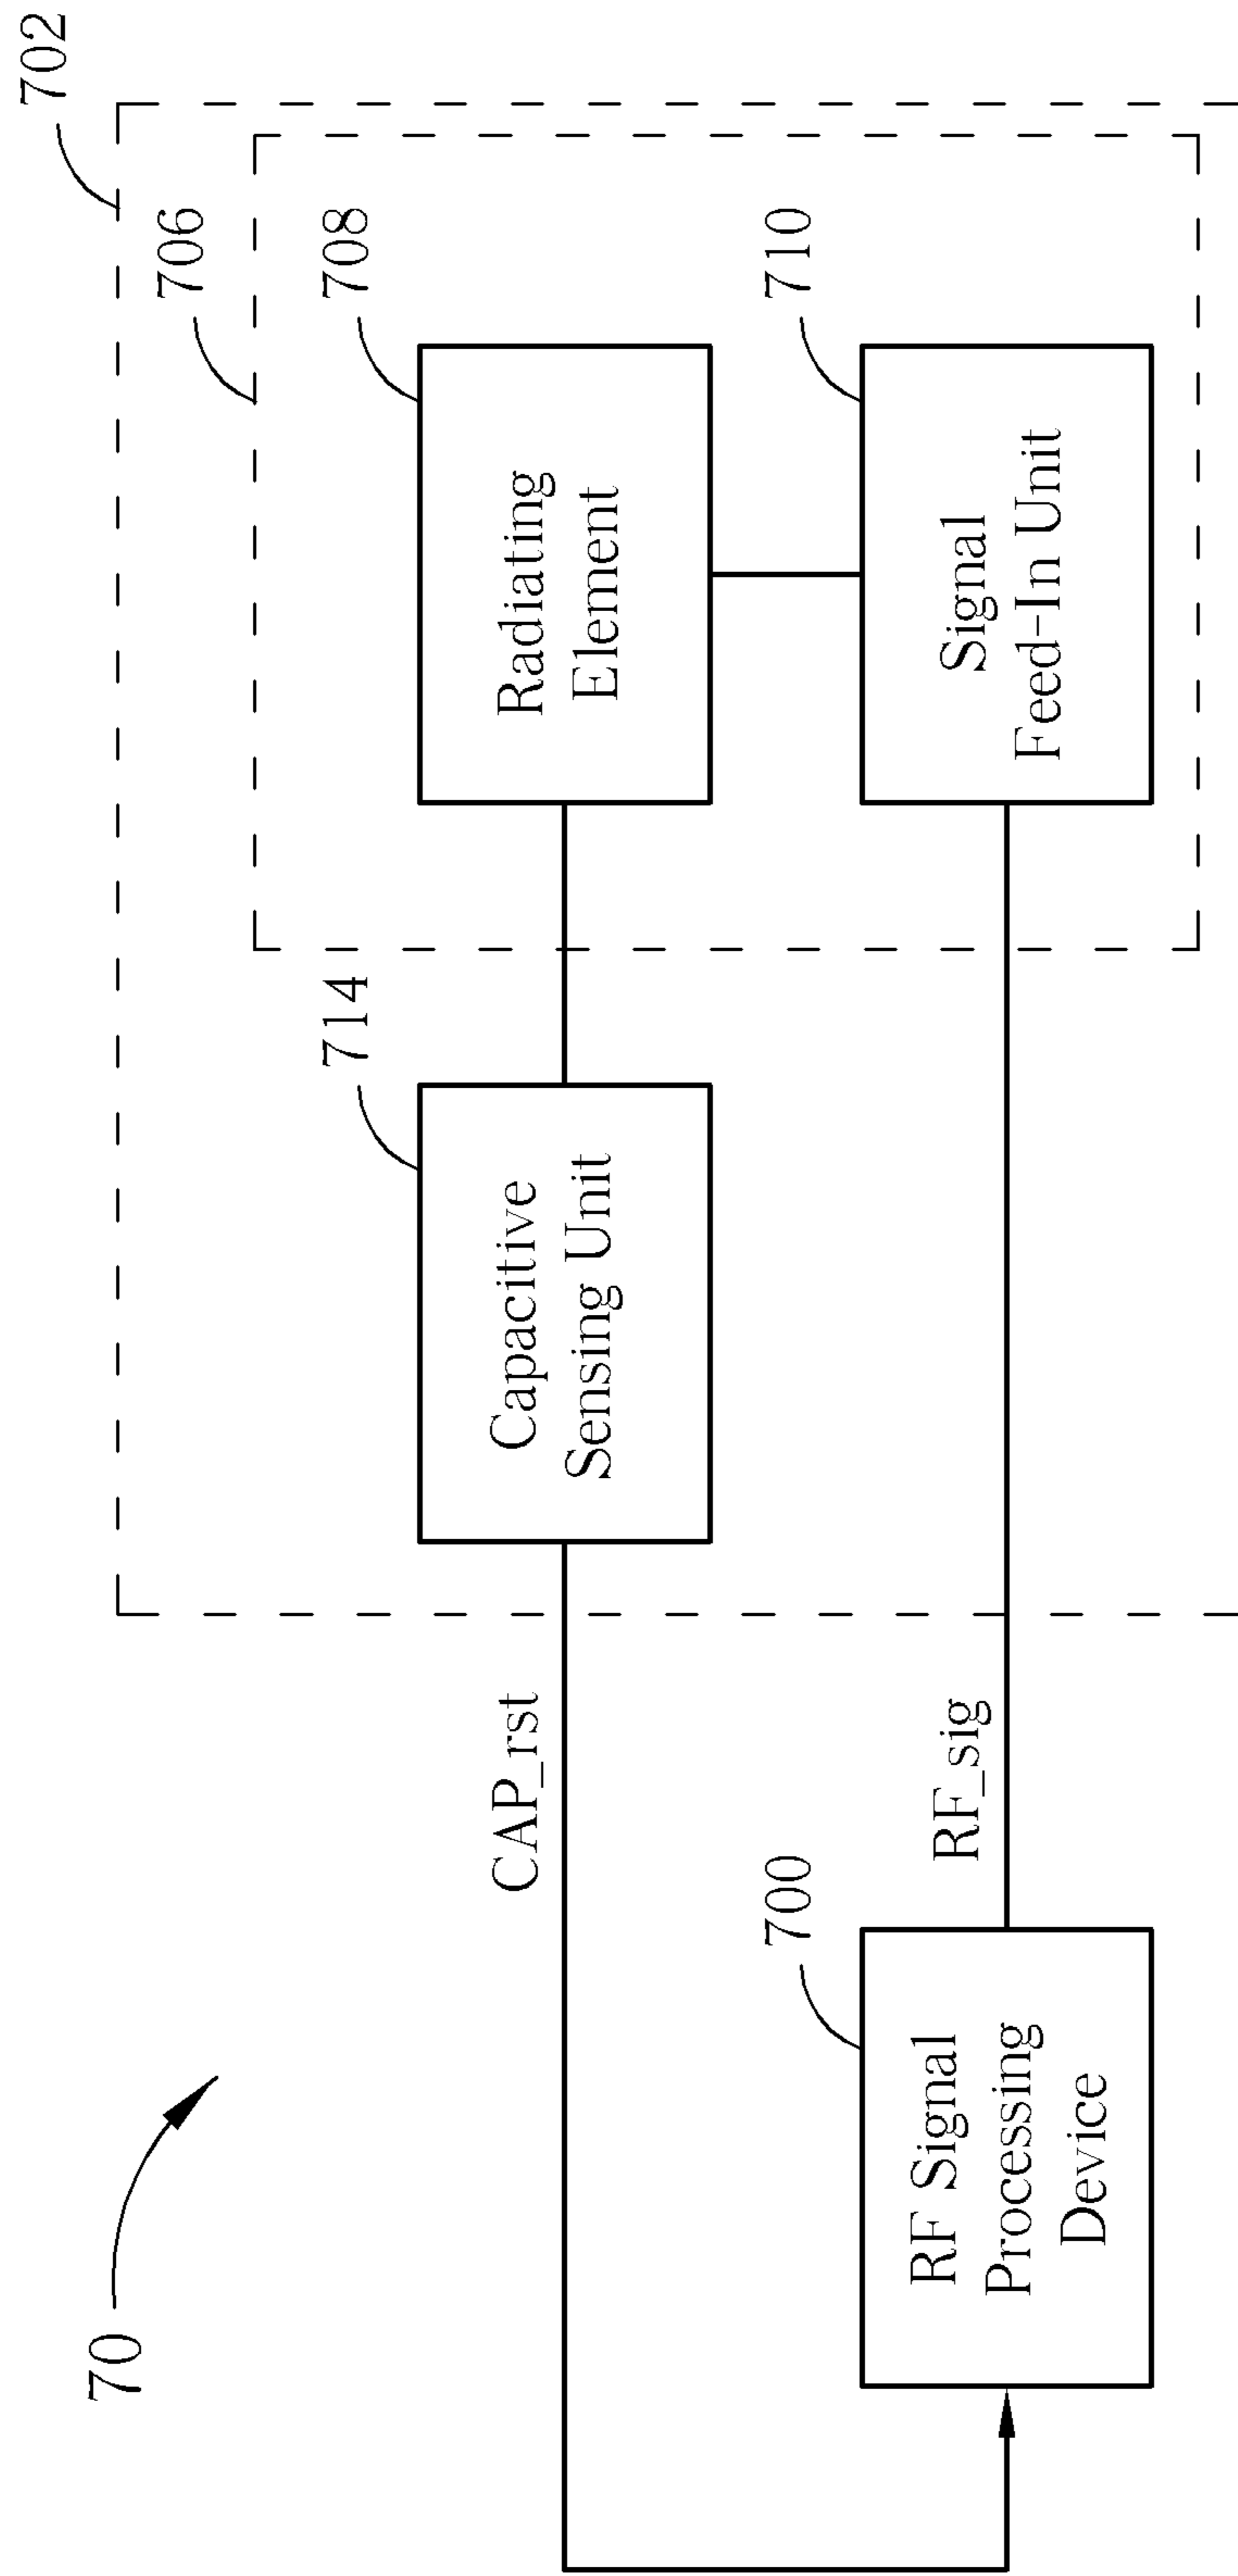 70
702
706
708
Radiating
Element
714
Capacitive
Sensing Unit
CAP_rst
710
Signal
Feed-In Unit
RF_sig
700
RF Signal
Processing
Device